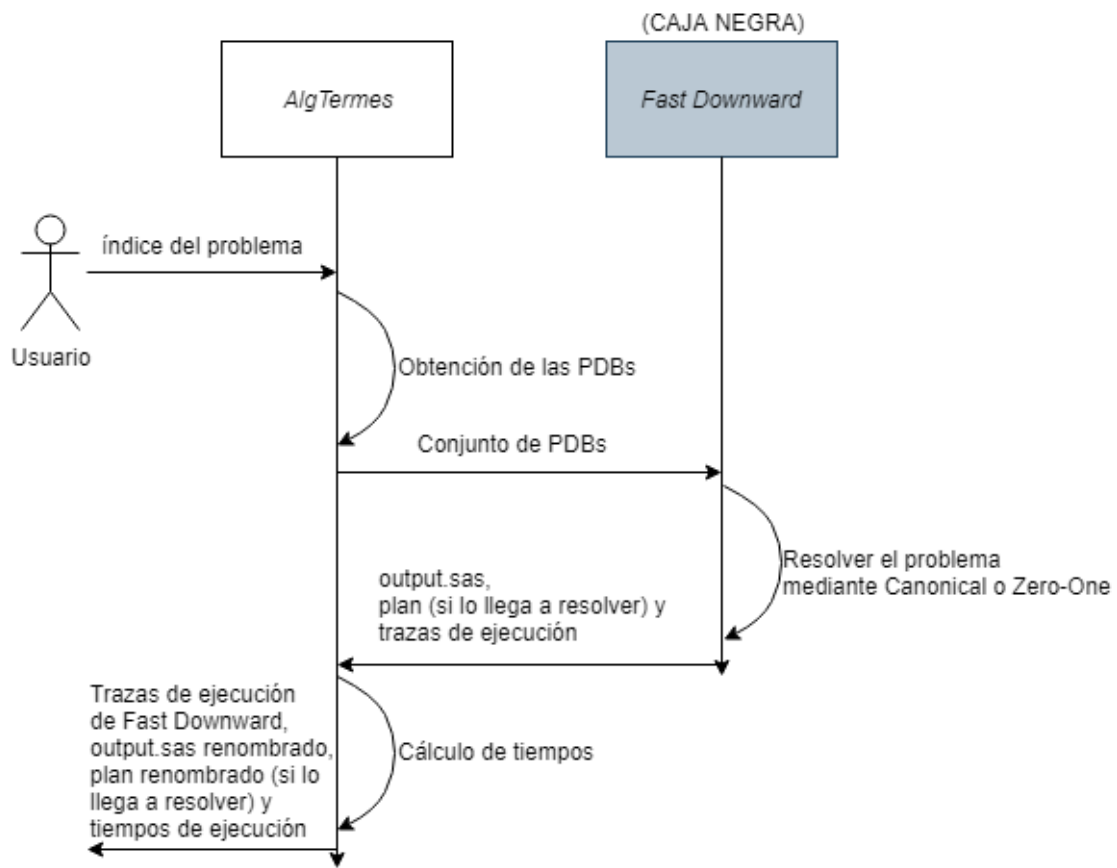 (CAJA NEGRA)
AlgTermes
Fast Downward
índice del problema
Usuario
Obtención de las PDBs
Conjunto de PDBs
Resolver el problema
mediante Canonical o Zero-One
output.sas,
plan (si lo llega a resolver) y
trazas de ejecución
Trazas de ejecución
de Fast Downward,
output.sas renombrado,
plan renombrado (si lo
llega a resolver) y
tiempos de ejecución
Cálculo de tiempos